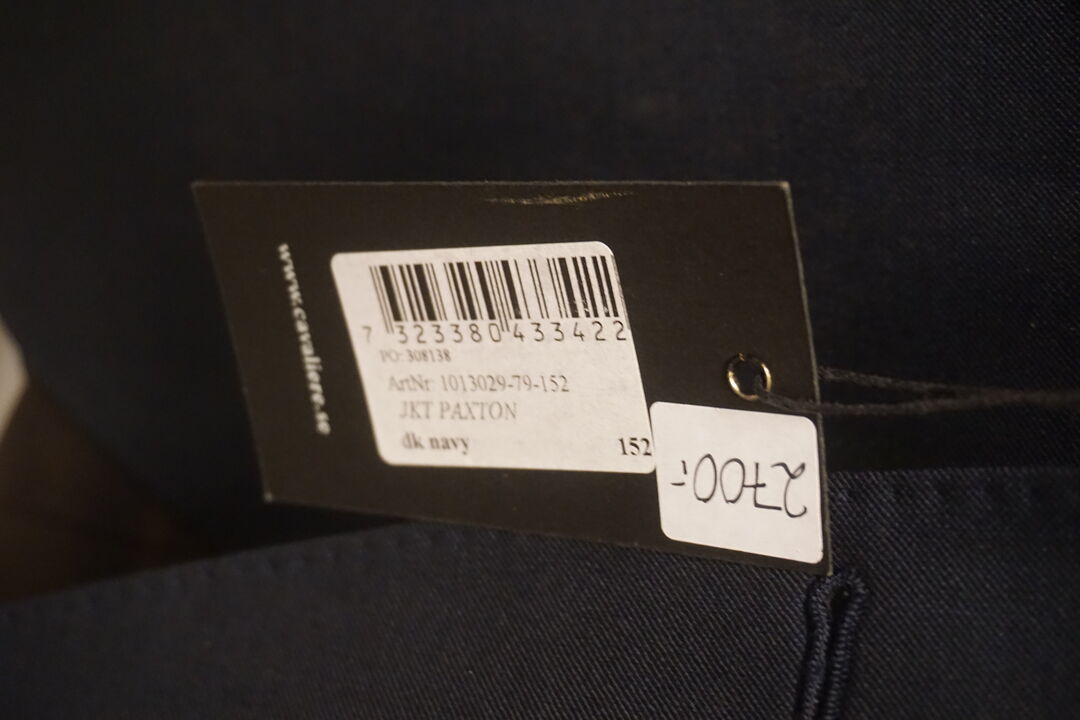 www.cavaliere.se
7 323380 433422
PO: 308138
ArtNr: 1013029-79-152
JKT PAXTON
dk navy 152
2700:-